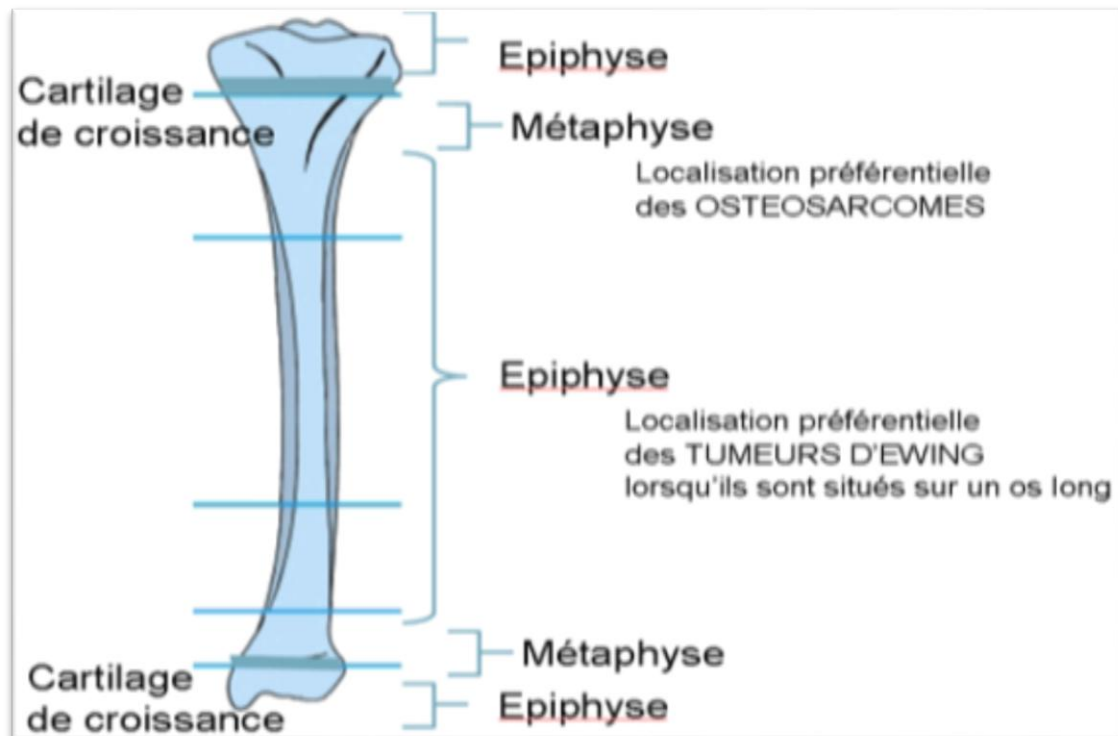 Epiphyse
Cartilage
de croissance
Métaphyse
Localisation préférentielle
des OSTEOSARCOMES
Epiphyse
Localisation préférentielle
des TUMEURS D'EWING
lorsqu'ils sont situés sur un os long
Métaphyse
Cartilage
de croissance
Epiphyse